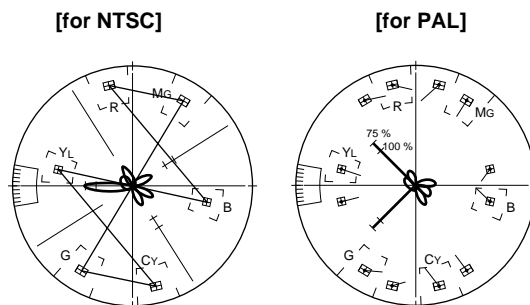 [for NTSC]
[for PAL]
R
MG
YL
B
G
CY
R
MG
75 %
100 %
YL
B
G
CY